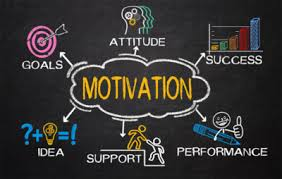 ATTITUDE
GOALS
SUCCESS
MOTIVATION
?+💡=!
IDEA
SUPPORT
PERFORMANCE